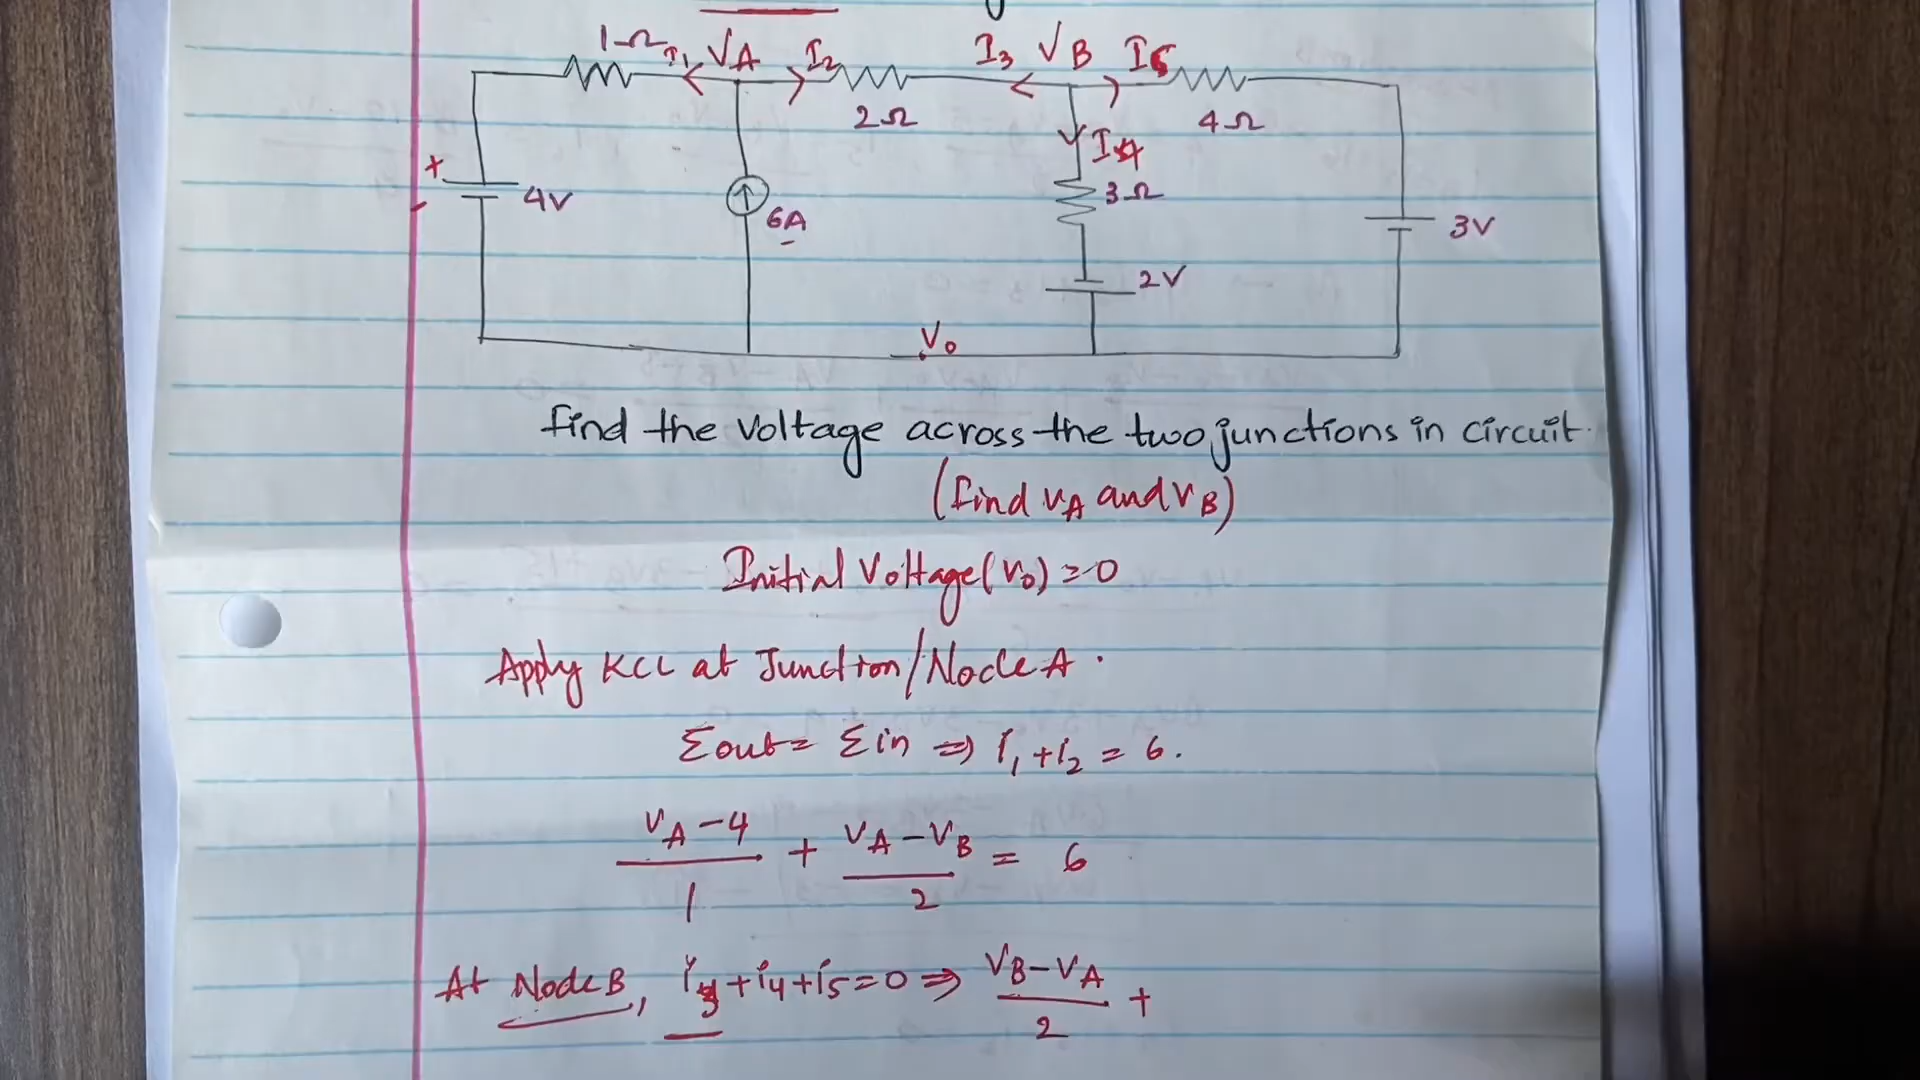 1Ω I₁ VA I₂ I₃ VB I5
2Ω 4Ω
I4
+ 3Ω
- 4V 6A 3V
2V
V₀
find the voltage across the two junctions in circuit.
(find VA and VB)
Initial Voltage(V₀) = 0
Apply KCL at Junction/Node A.
Σout = Σin ⇒ I₁ + I₂ = 6.
VA - 4 / 1 + VA - VB / 2 = 6
At Node B, i3 + i4 + i5 = 0 ⇒ VB - VA / 2 +